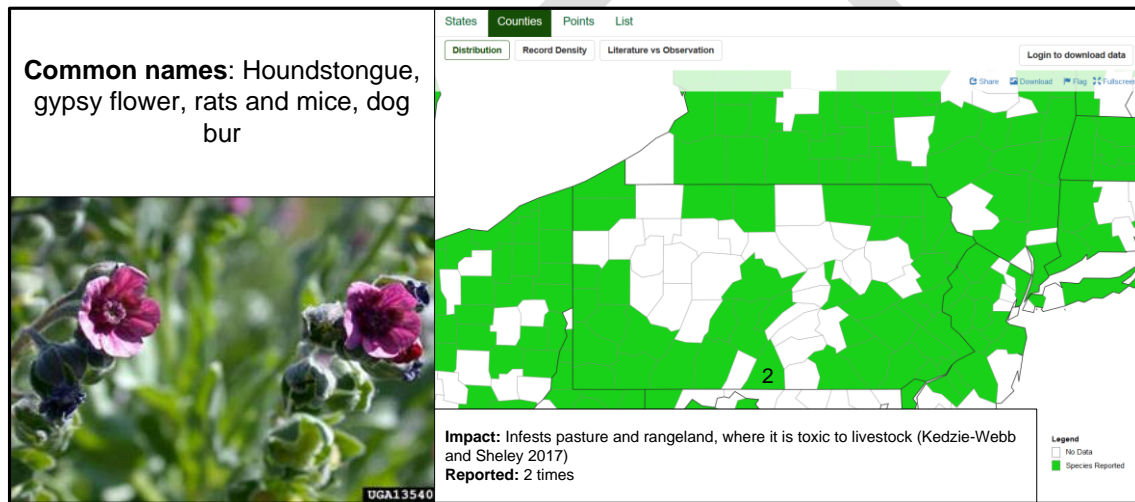 Common names: Houndstongue,
gypsy flower, rats and mice, dog
bur
States Counties Points List
Distribution Record Density Literature vs Observation
Login to download data
Share Download Flag Fullscreen
2
Impact: Infests pasture and rangeland, where it is toxic to livestock (Kedzie-Webb
and Sheley 2017)
Reported: 2 times
Legend
No Data
Species Reported
UGA13540